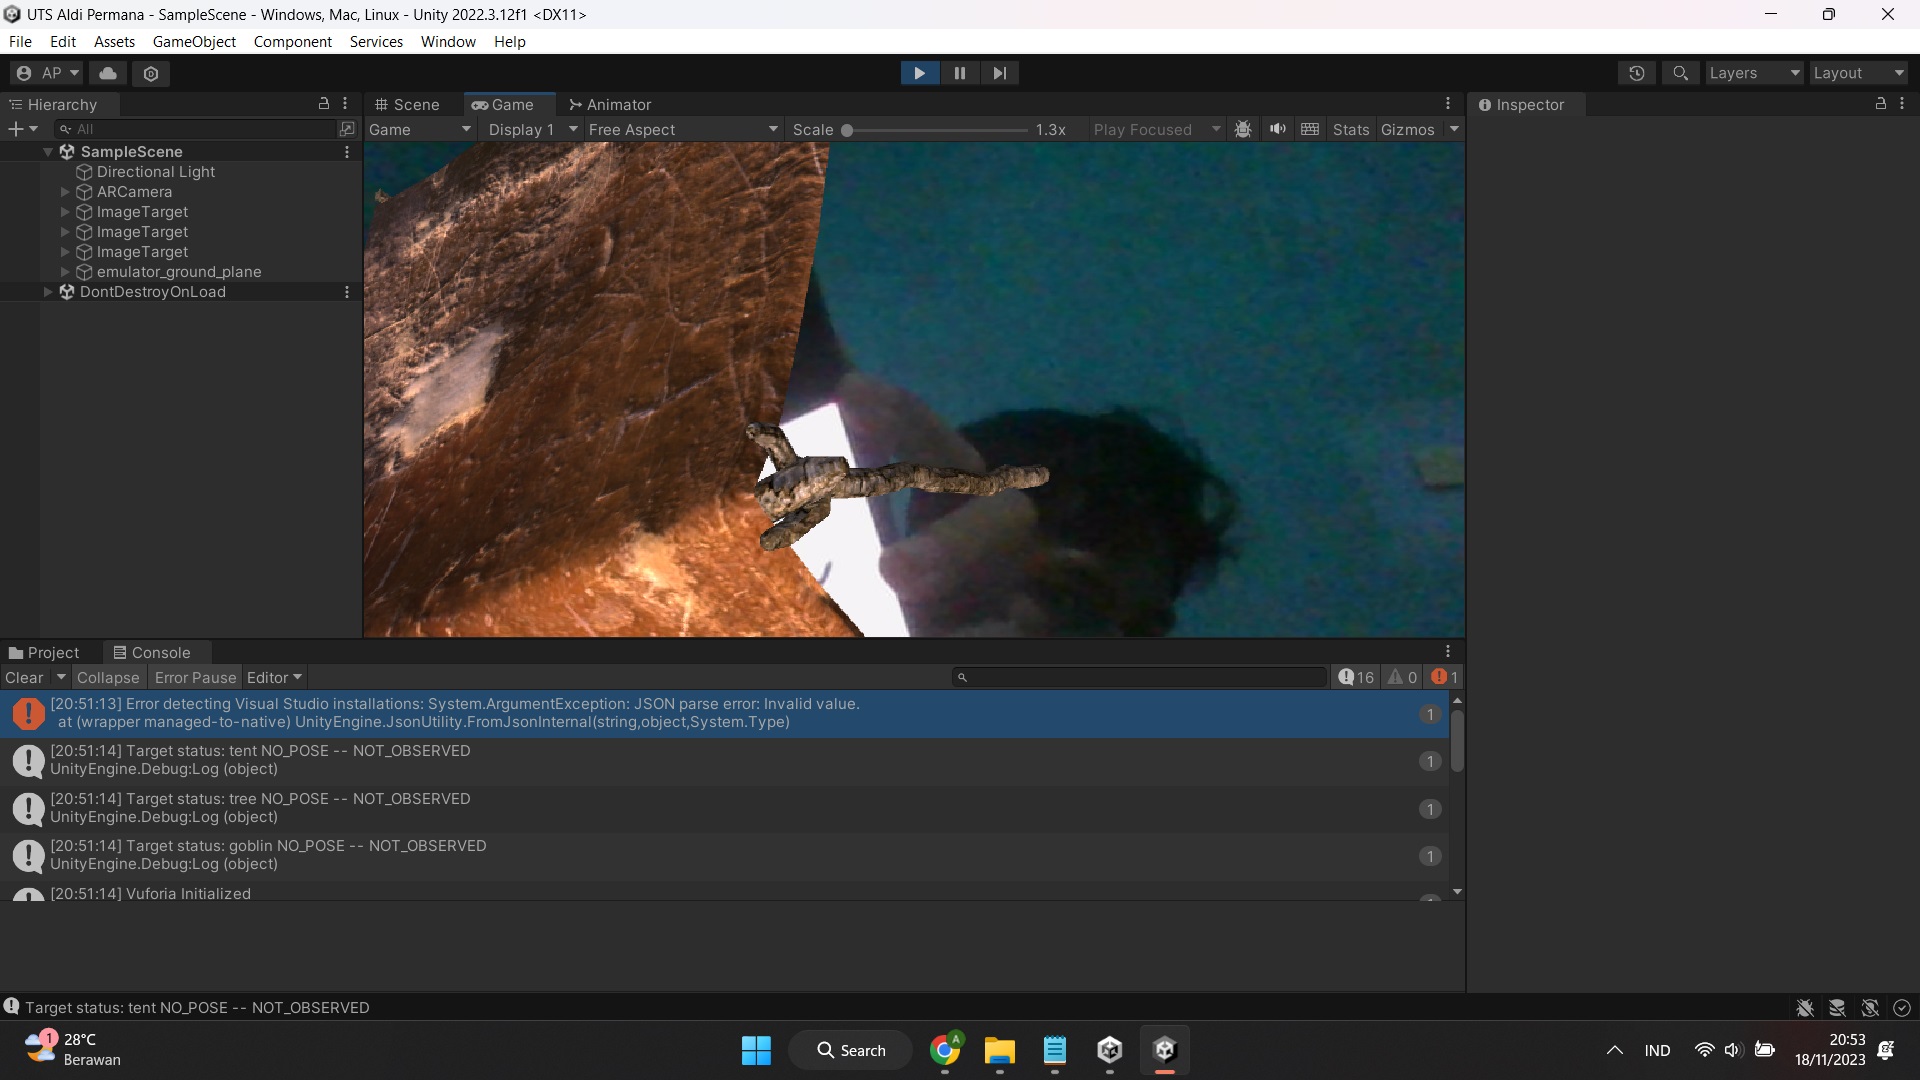 UTS Aldi Permana - SampleScene - Windows, Mac, Linux - Unity 2022.3.12f1 <DX11>
File Edit Assets GameObject Component Services Window Help
AP Layers Layout
Hierarchy
All
SampleScene
Directional Light
ARCamera
ImageTarget
ImageTarget
ImageTarget
emulator_ground_plane
DontDestroyOnLoad
Scene Game Animator
Game Display 1 Free Aspect Scale 1.3x Play Focused Stats Gizmos
Inspector
Project Console
Clear Collapse Error Pause Editor 16 0 1
[20:51:13] Error detecting Visual Studio installations: System.ArgumentException: JSON parse error: Invalid value.
at (wrapper managed-to-native) UnityEngine.JsonUtility.FromJsonInternal(string,object,System.Type)
1
[20:51:14] Target status: tent NO_POSE -- NOT_OBSERVED
UnityEngine.Debug:Log (object)
1
[20:51:14] Target status: tree NO_POSE -- NOT_OBSERVED
UnityEngine.Debug:Log (object)
1
[20:51:14] Target status: goblin NO_POSE -- NOT_OBSERVED
UnityEngine.Debug:Log (object)
1
[20:51:14] Vuforia Initialized
Target status: tent NO_POSE -- NOT_OBSERVED
1
28°C
Berawan
Search
A
IND
20:53
18/11/2023